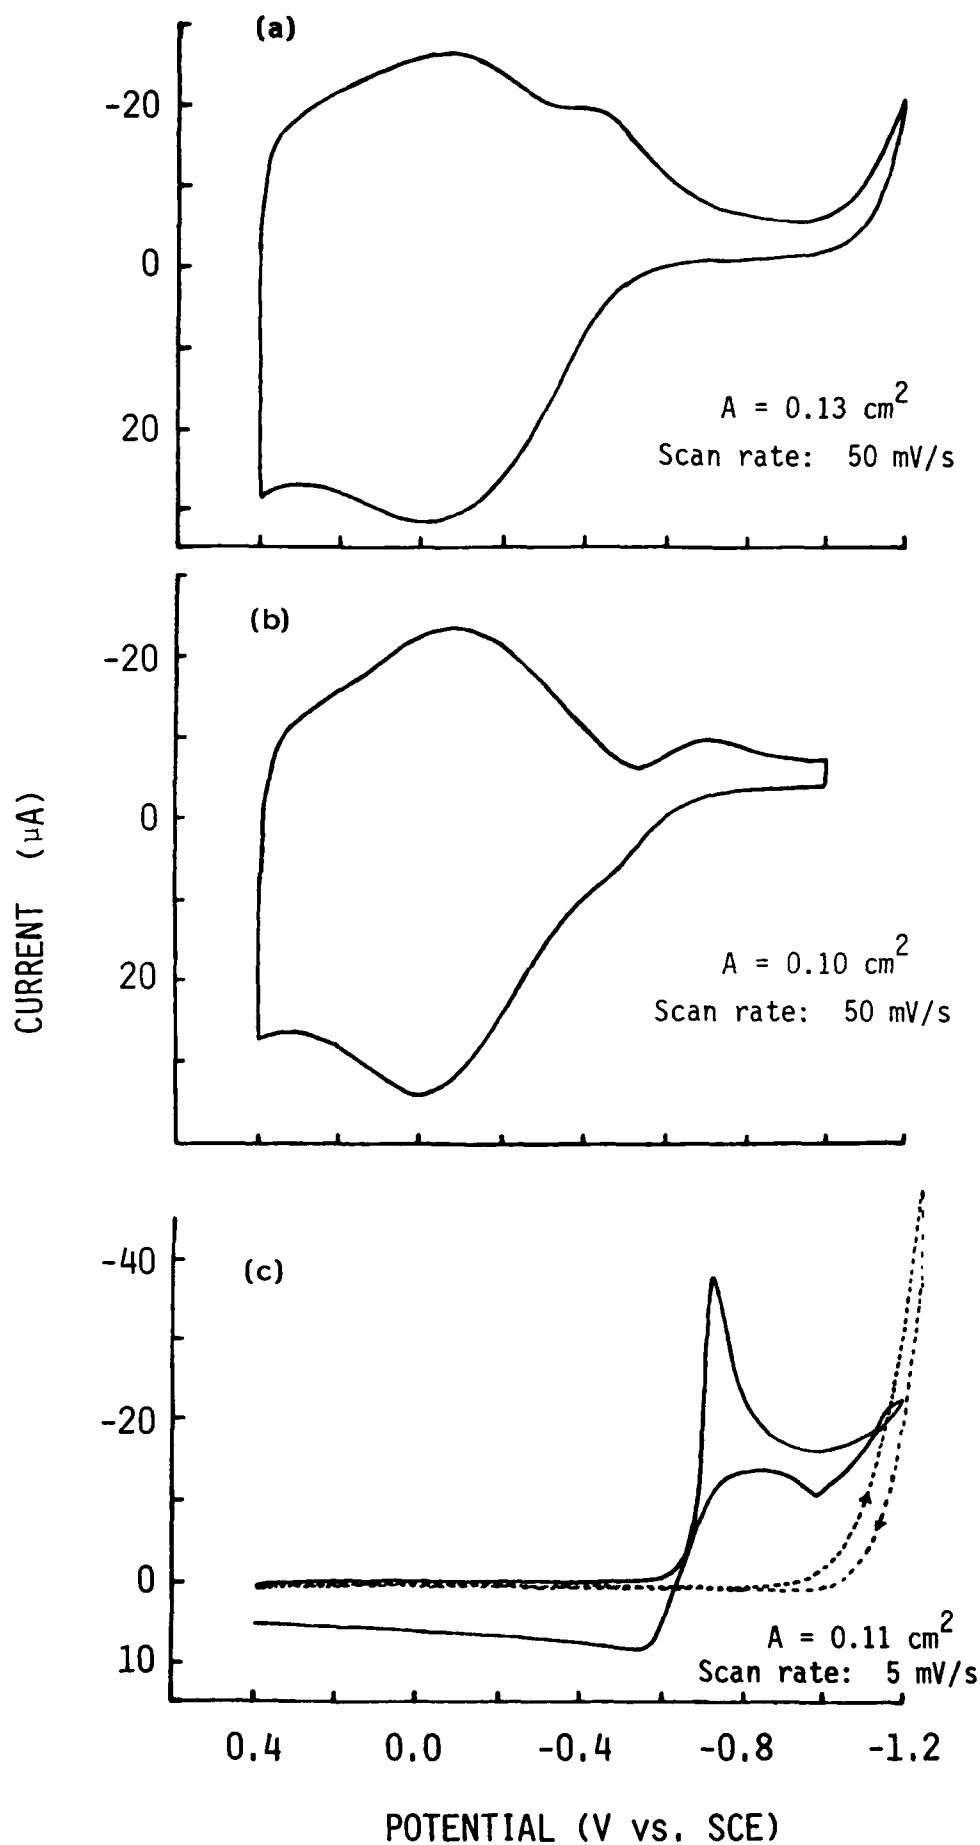 (a)
-20
0
20
A = 0.13 cm2
Scan rate: 50 mV/s
(b)
-20
0
20
A = 0.10 cm2
Scan rate: 50 mV/s
CURRENT (μA)
(c)
-40
-20
0
10
A = 0.11 cm2
Scan rate: 5 mV/s
0.4 0.0 -0.4 -0.8 -1.2
POTENTIAL (V vs. SCE)